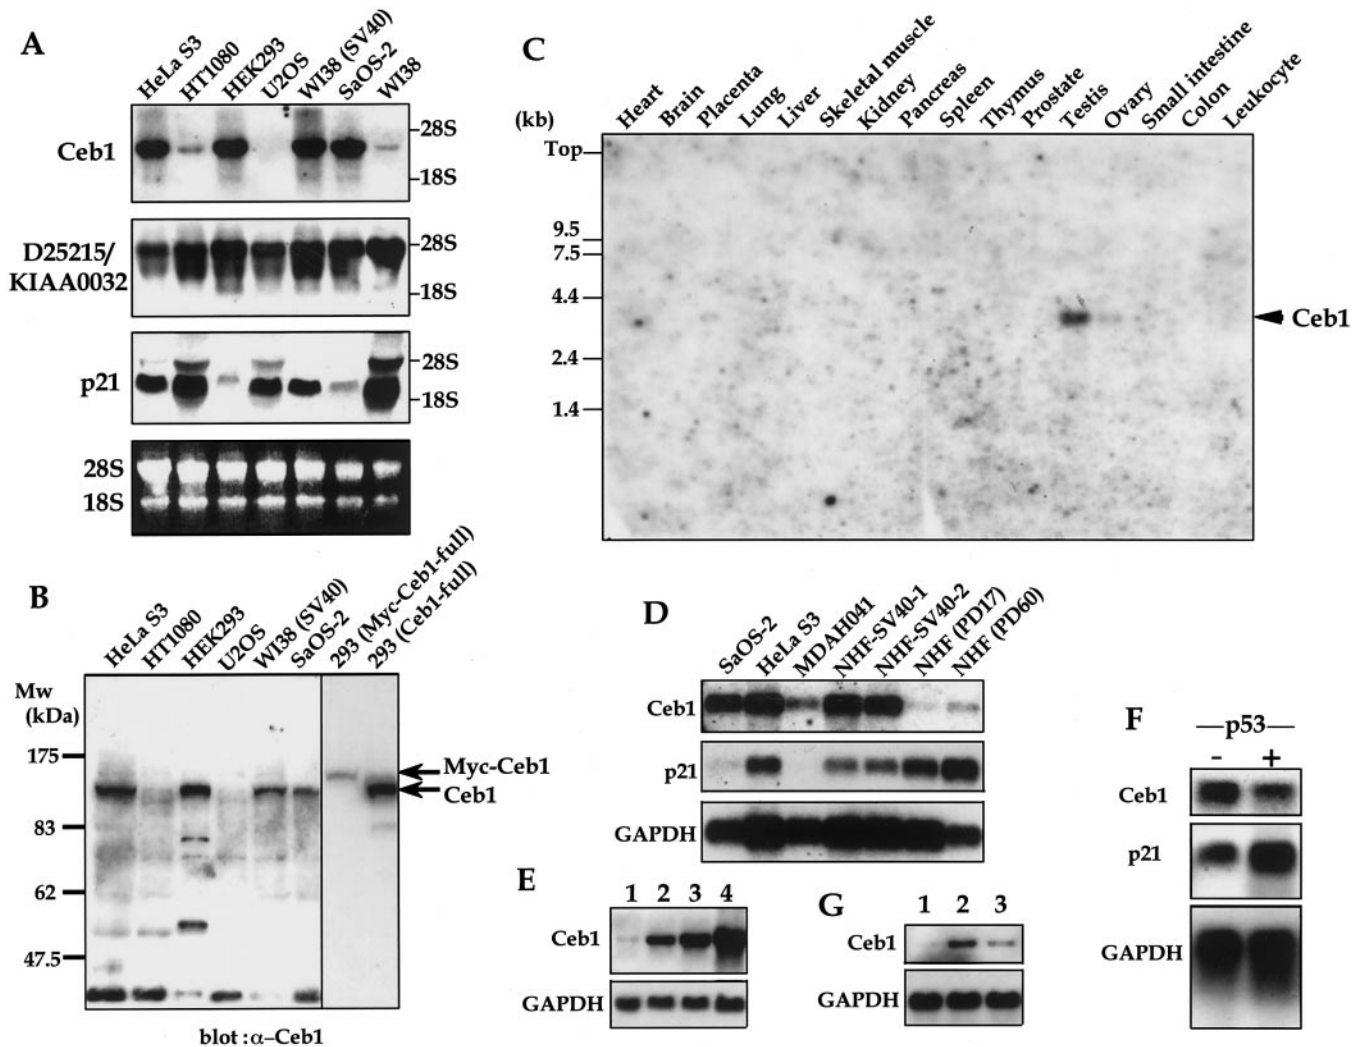 A
HeLa S3
HT1080
HEK293
U2OS
WI38 (SV40)
SaOS-2
WI38
Ceb1
28S
18S
D25215/
KIAA0032
28S
18S
p21
28S
18S
28S
18S
B
HeLa S3
HT1080
HEK293
U2OS
WI38 (SV40)
SaOS-2
293 (Myc-Ceb1-full)
293 (Ceb1-full)
Mw
(kDa)
175
83
62
47.5
Myc-Ceb1
Ceb1
blot :α-Ceb1
C
Heart
Brain
Placenta
Lung
Liver
Skeletal muscle
Kidney
Pancreas
Spleen
Thymus
Prostate
Testis
Ovary
Small intestine
Colon
Leukocyte
(kb)
Top
9.5
7.5
4.4
2.4
1.4
Ceb1
D
SaOS-2
HeLa S3
MDAH041
NHF-SV40-1
NHF-SV40-2
NHF (PD17)
NHF (PD60)
Ceb1
p21
GAPDH
E
1 2 3 4
Ceb1
GAPDH
G
1 2 3
Ceb1
GAPDH
F
p53
- +
Ceb1
p21
GAPDH